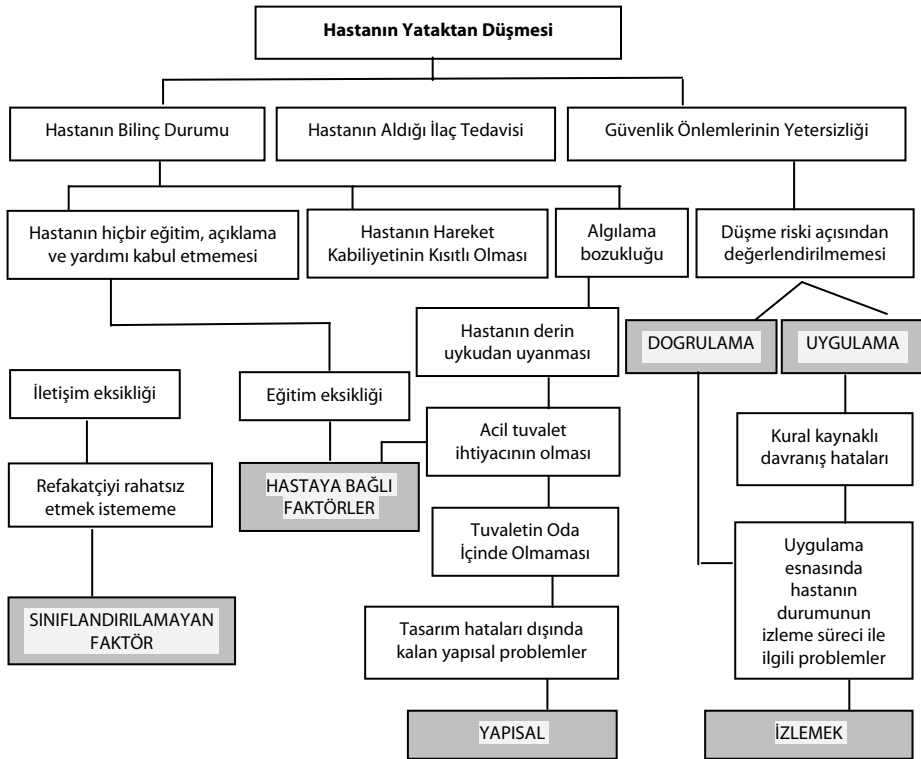 Hastanın Yataktan Düşmesi
Hastanın Bilinç Durumu
Hastanın Aldığı İlaç Tedavisi
Güvenlik Önlemlerinin Yetersizliği
Hastanın hiçbir eğitim, açıklama
ve yardımı kabul etmemesi
Hastanın Hareket
Kabiliyetinin Kısıtlı Olması
Algılama
bozukluğu
Düşme riski açısından
değerlendirilmemesi
Hastanın derin
uykudan uyanması
DOGRULAMA
UYGULAMA
İletişim eksikliği
Eğitim eksikliği
Acil tuvalet
ihtiyacının olması
Kural kaynaklı
davranış hataları
Refakatçiyi rahatsız
etmek istememe
HASTAYA BAĞLI
FAKTÖRLER
Tuvaletin Oda
İçinde Olmaması
Uygulama
esnasında
hastanın
durumunun
izleme süreci ile
ilgili problemler
SINIFLANDIRILAMAYAN
FAKTÖR
Tasarım hataları dışında
kalan yapısal problemler
YAPISAL
İZLEMEK